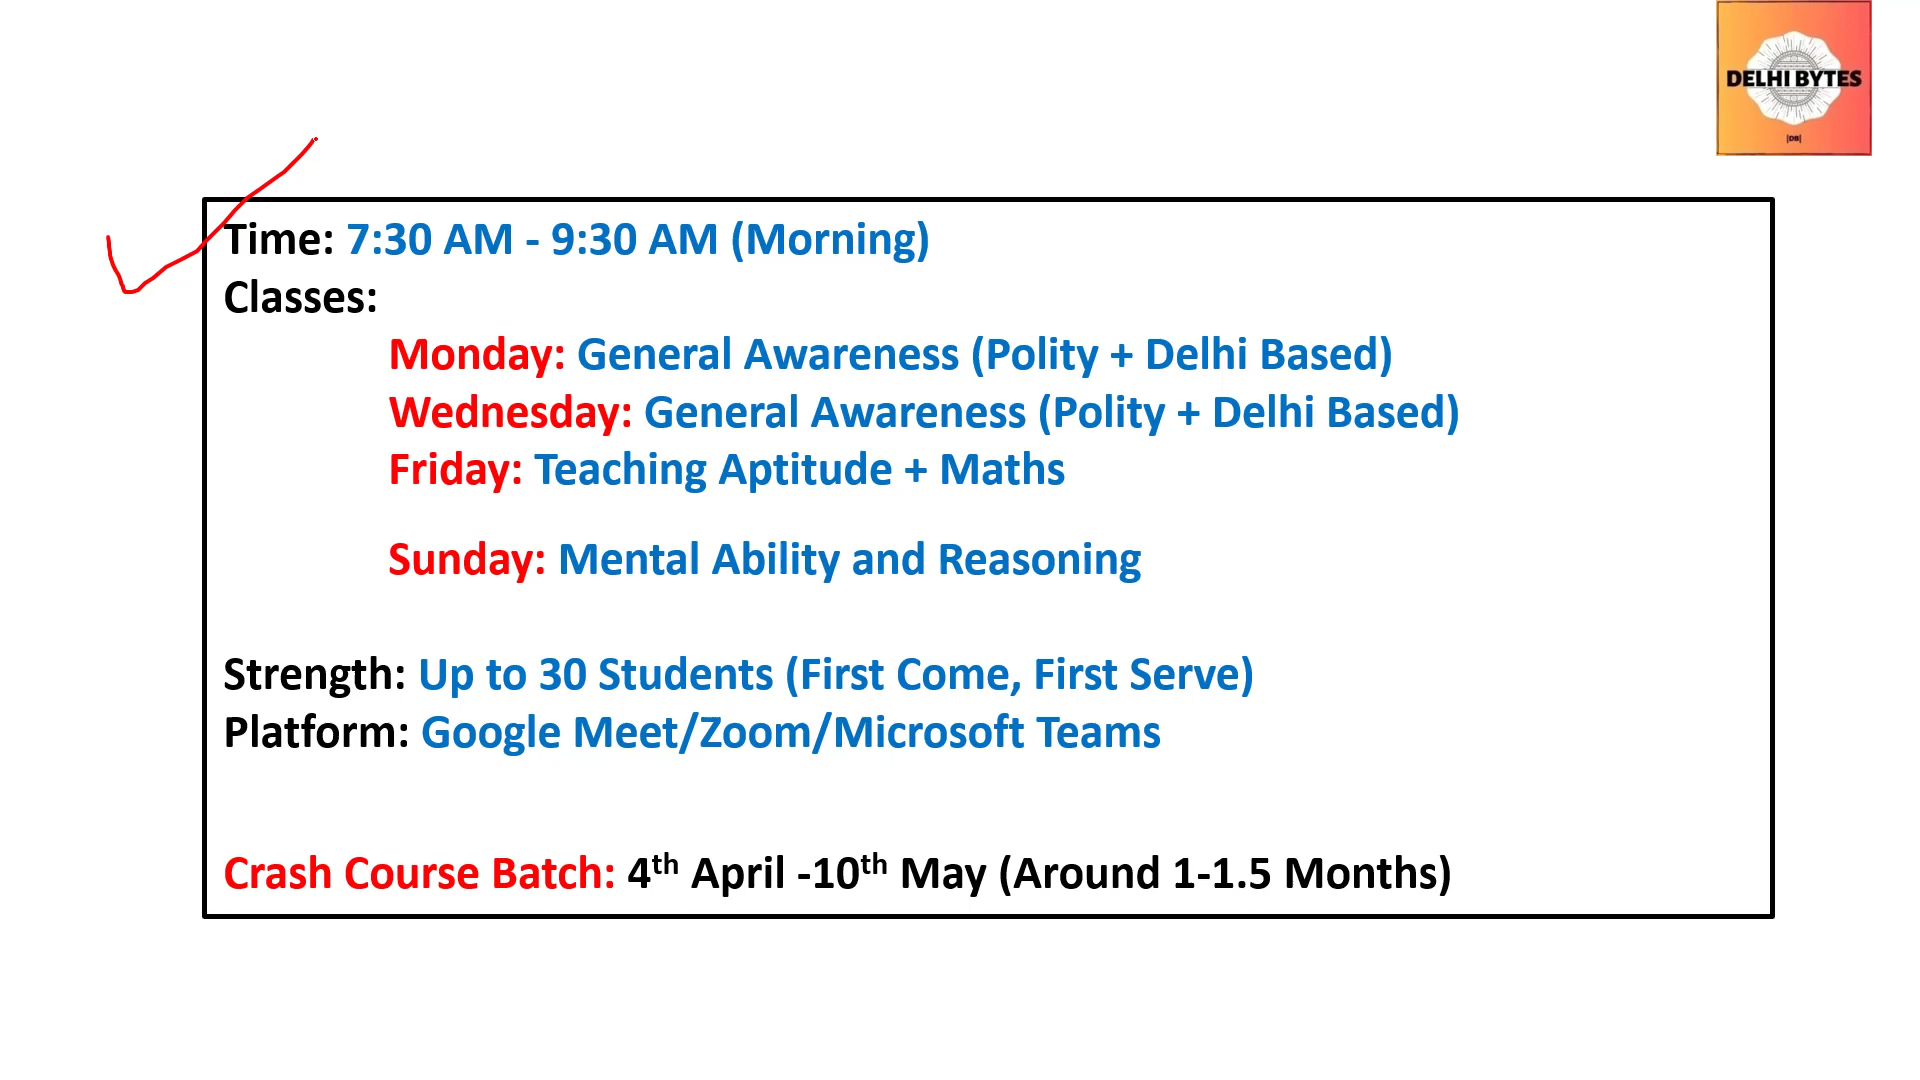 DELHI BYTES
|DB|
Time: 7:30 AM - 9:30 AM (Morning)
Classes:
Monday: General Awareness (Polity + Delhi Based)
Wednesday: General Awareness (Polity + Delhi Based)
Friday: Teaching Aptitude + Maths
Sunday: Mental Ability and Reasoning
Strength: Up to 30 Students (First Come, First Serve)
Platform: Google Meet/Zoom/Microsoft Teams
Crash Course Batch: 4th April -10th May (Around 1-1.5 Months)